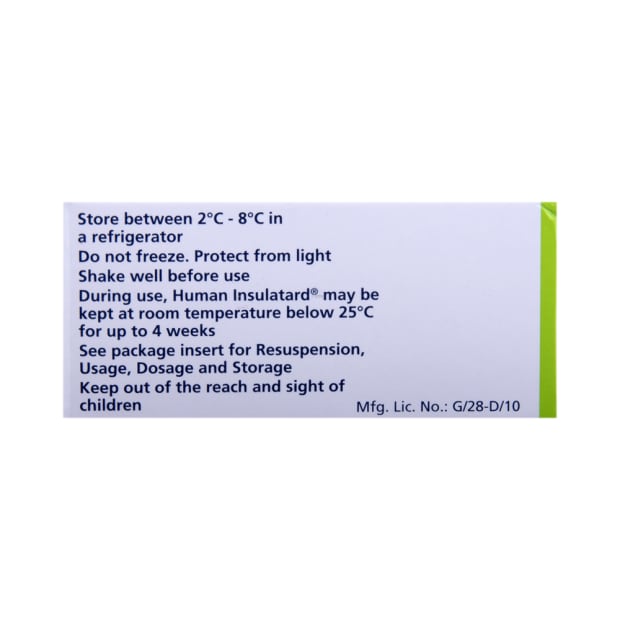 Store between 2°C - 8°C in
a refrigerator
Do not freeze. Protect from light
Shake well before use
During use, Human Insulatard® may be
kept at room temperature below 25°C
for up to 4 weeks
See package insert for Resuspension,
Usage, Dosage and Storage
Keep out of the reach and sight of
children
Mfg. Lic. No.: G/28-D/10